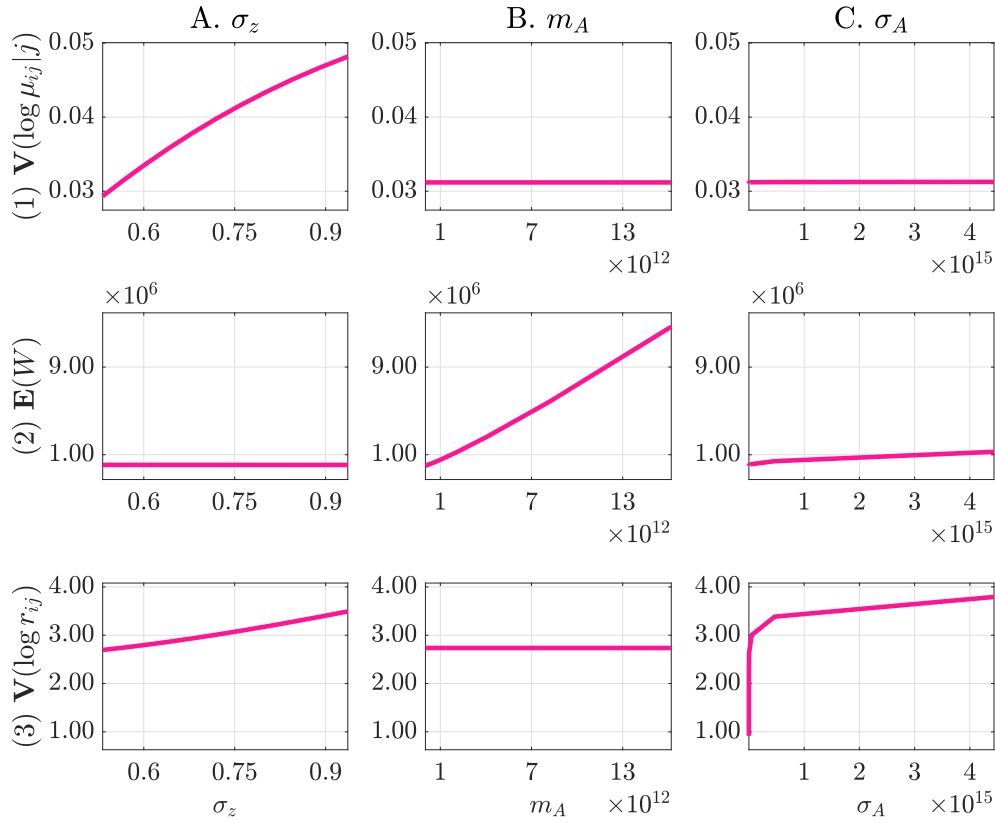 A. σ_z B. m_A C. σ_A
(1) V(log μ_ij|j)
0.05 0.05 0.05
0.04 0.04 0.04
0.03 0.03 0.03
0.6 0.75 0.9 1 7 13 1 2 3 4
×10^12 ×10^15
×10^6 ×10^6 ×10^6
(2) E(W)
9.00 9.00 9.00
1.00 1.00 1.00
0.6 0.75 0.9 1 7 13 1 2 3 4
×10^12 ×10^15
(3) V(log r_ij)
4.00 4.00 4.00
3.00 3.00 3.00
2.00 2.00 2.00
1.00 1.00 1.00
0.6 0.75 0.9 1 7 13 1 2 3 4
σ_z m_A ×10^12 σ_A ×10^15